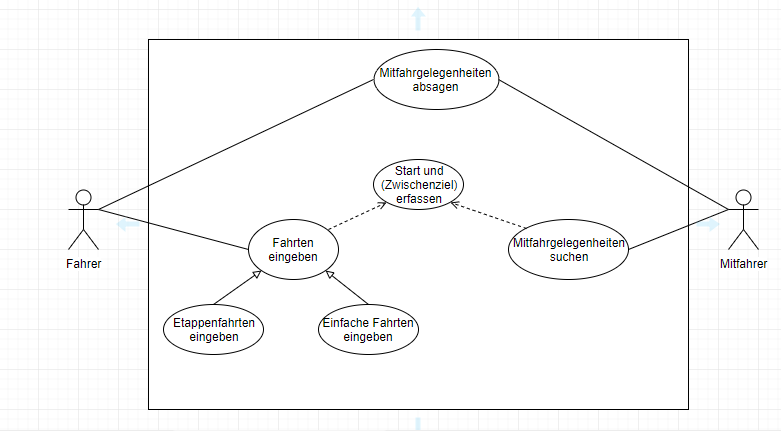 Mitfahrgelegenheiten
absagen
Start und
(Zwischenziel)
erfassen
Fahrten
eingeben
Mitfahrgelegenheiten
suchen
Fahrer
Mitfahrer
Etappenfahrten
eingeben
Einfache Fahrten
eingeben